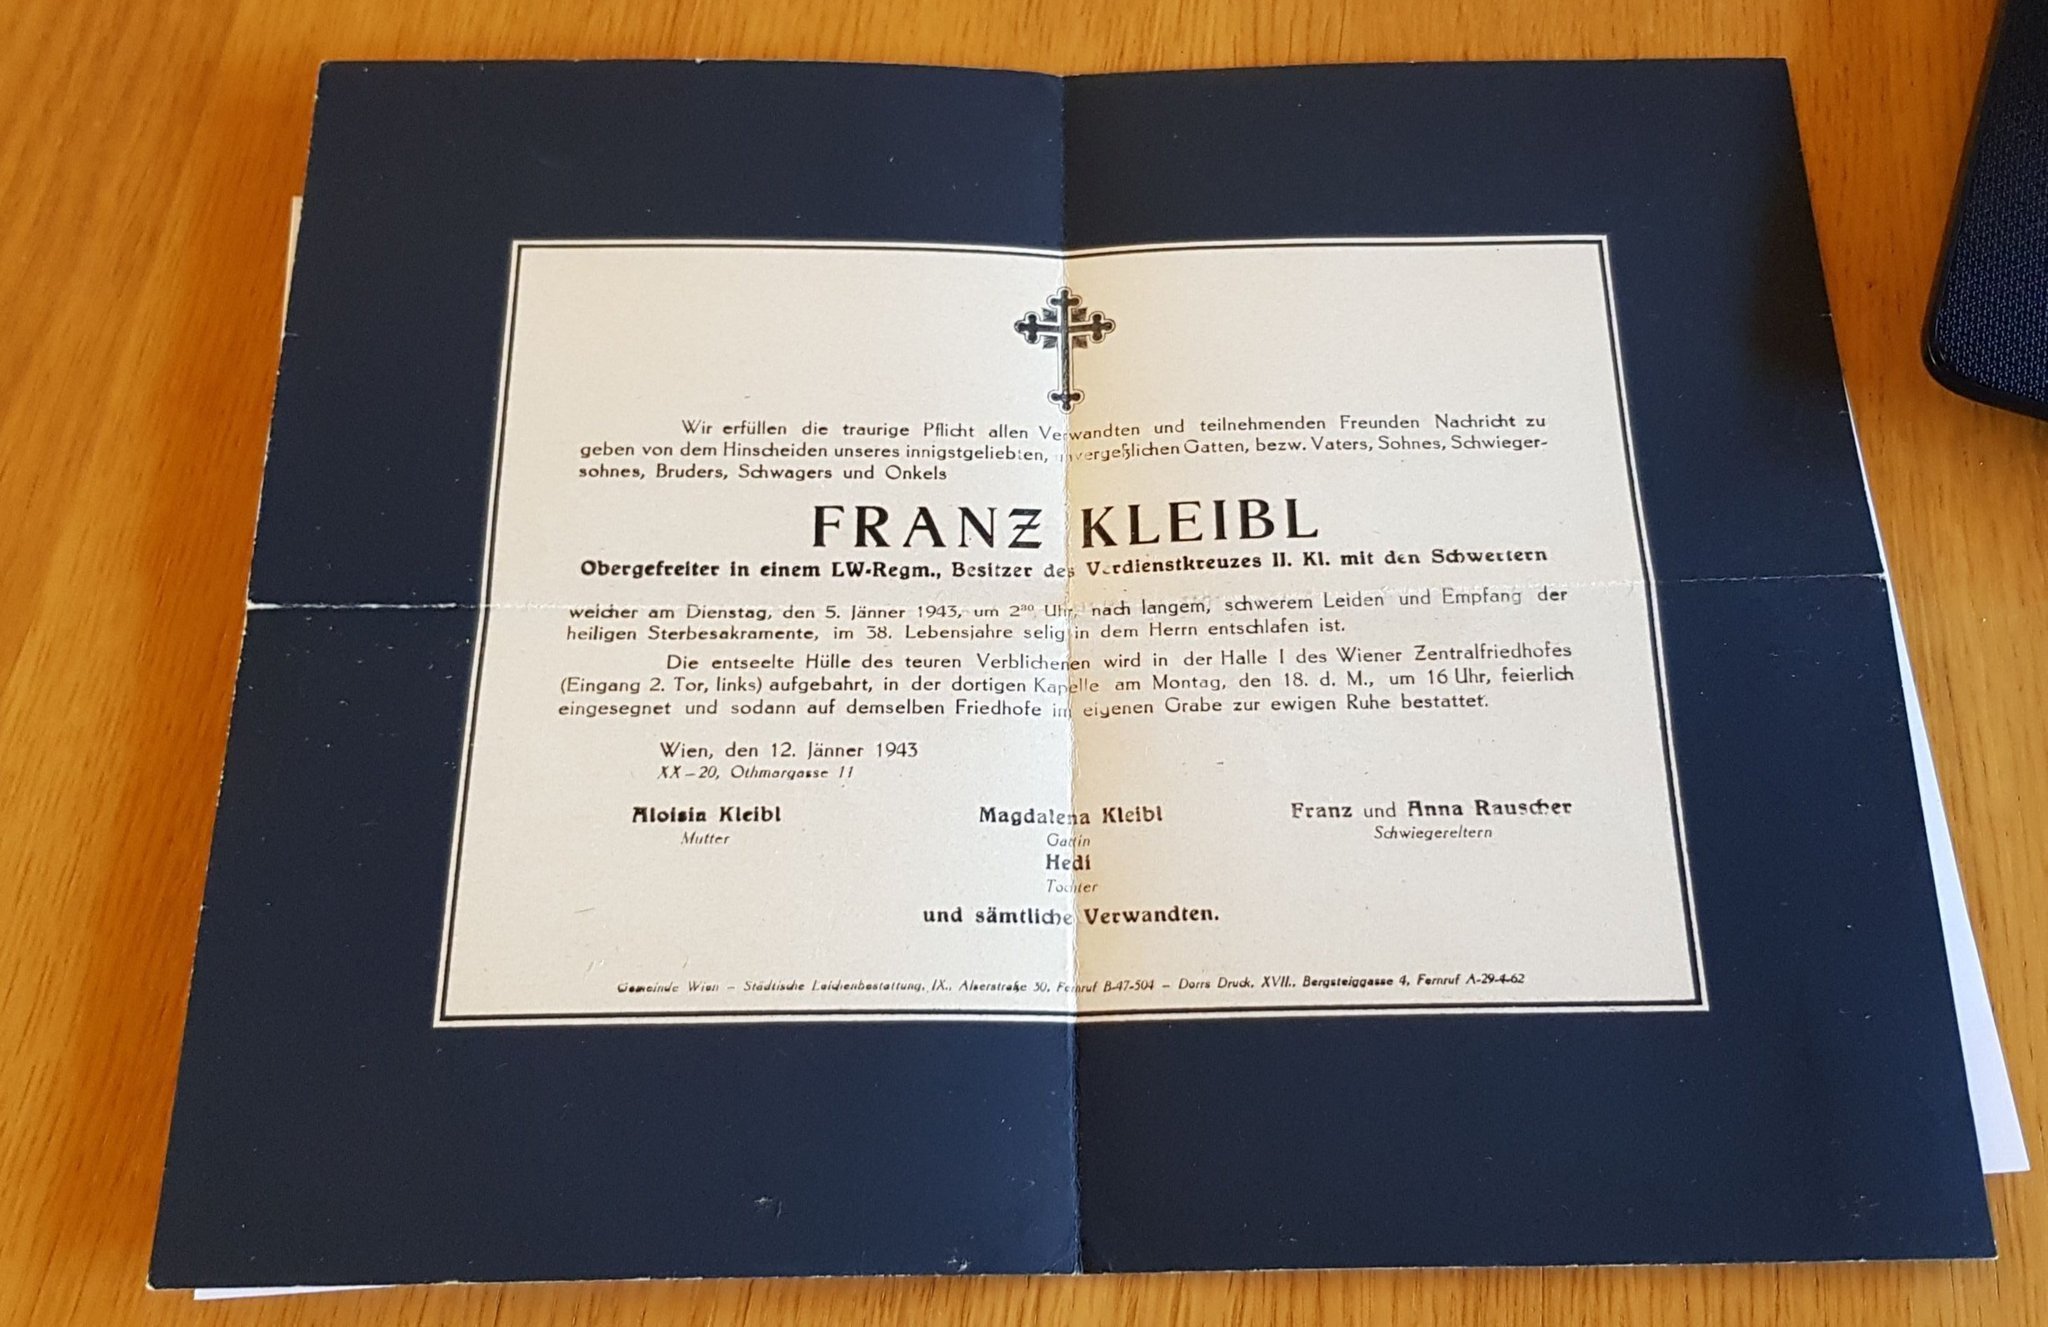 Wir erfüllen die traurige Pflicht allen Verwandten und teilnehmenden Freunden Nachricht zu
geben von dem Hinscheiden unseres innigstgeliebten, unvergeßlichen Gatten, bezw. Vaters, Sohnes, Schwieger-
sohnes, Bruders, Schwagers und Onkels
FRANZ KLEIBL
Obergefreiter in einem LW-Regm., Besitzer des Verdienstkreuzes II. Kl. mit den Schwertern
welcher am Dienstag, den 5. Jänner 1943, um 2³⁰ Uhr, nach langem, schwerem Leiden und Empfang der
heiligen Sterbesakramente, im 38. Lebensjahre selig in dem Herrn entschlafen ist.
Die entseelte Hülle des teuren Verblichenen wird in der Halle I des Wiener Zentralfriedhofes
(Eingang 2. Tor, links) aufgebahrt, in der dortigen Kapelle am Montag, den 18. d. M., um 16 Uhr, feierlich
eingesegnet und sodann auf demselben Friedhofe im eigenen Grabe zur ewigen Ruhe bestattet.
Wien, den 12. Jänner 1943
XX–20, Othmargasse 11
Aloisia Kleibl
Mutter
Magdalena Kleibl
Gattin
Hedi
Tochter
Franz und Anna Rauscher
Schwiegereltern
und sämtliche Verwandten.
Gemeinde Wien – Städtische Leichenbestattung, IX., Alserstraße 30, Fernruf B-47-504 – Dorrs Druck, XVII., Bergsteiggasse 4, Fernruf A-29-4-62